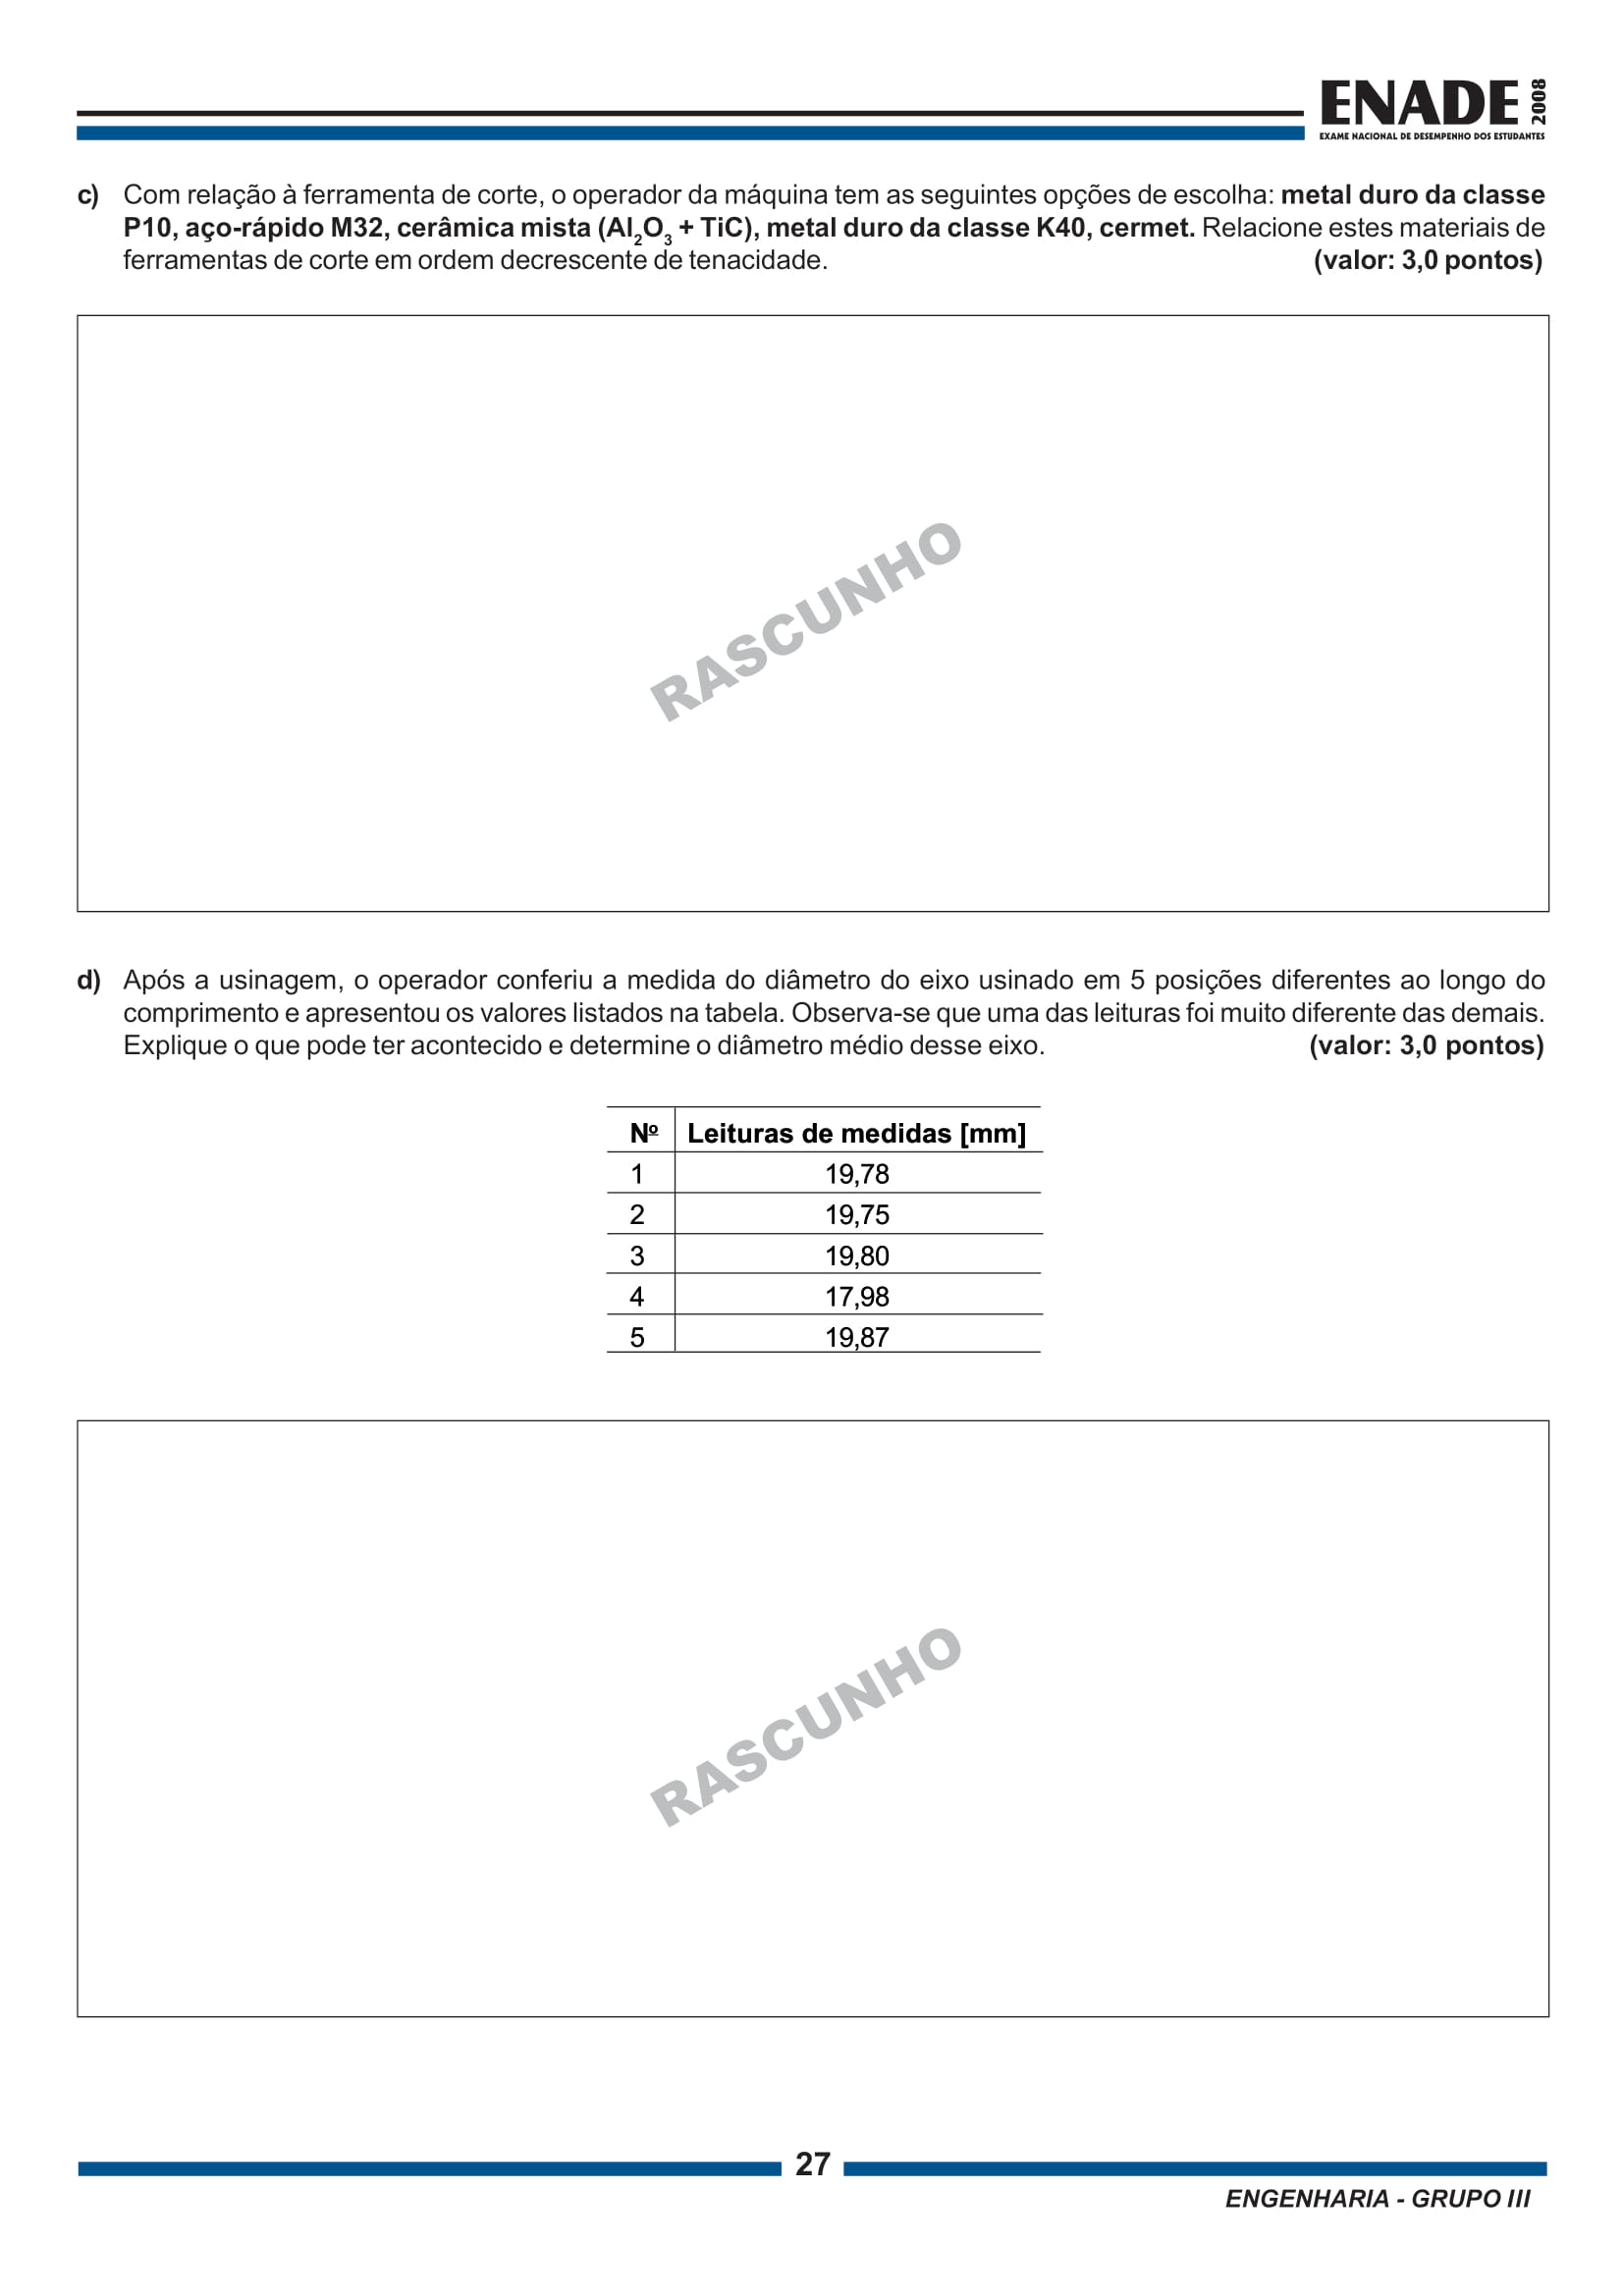 ENADE 2008
EXAME NACIONAL DE DESEMPENHO DOS ESTUDANTES
c) Com relação à ferramenta de corte, o operador da máquina tem as seguintes opções de escolha: metal duro da classe
P10, aço-rápido M32, cerâmica mista (Al2O3 + TiC), metal duro da classe K40, cermet. Relacione estes materiais de
ferramentas de corte em ordem decrescente de tenacidade. (valor: 3,0 pontos)
RASCUNHO
d) Após a usinagem, o operador conferiu a medida do diâmetro do eixo usinado em 5 posições diferentes ao longo do
comprimento e apresentou os valores listados na tabela. Observa-se que uma das leituras foi muito diferente das demais.
Explique o que pode ter acontecido e determine o diâmetro médio desse eixo. (valor: 3,0 pontos)
Nº Leituras de medidas [mm]
1 19,78
2 19,75
3 19,80
4 17,98
5 19,87
RASCUNHO
27
ENGENHARIA - GRUPO III